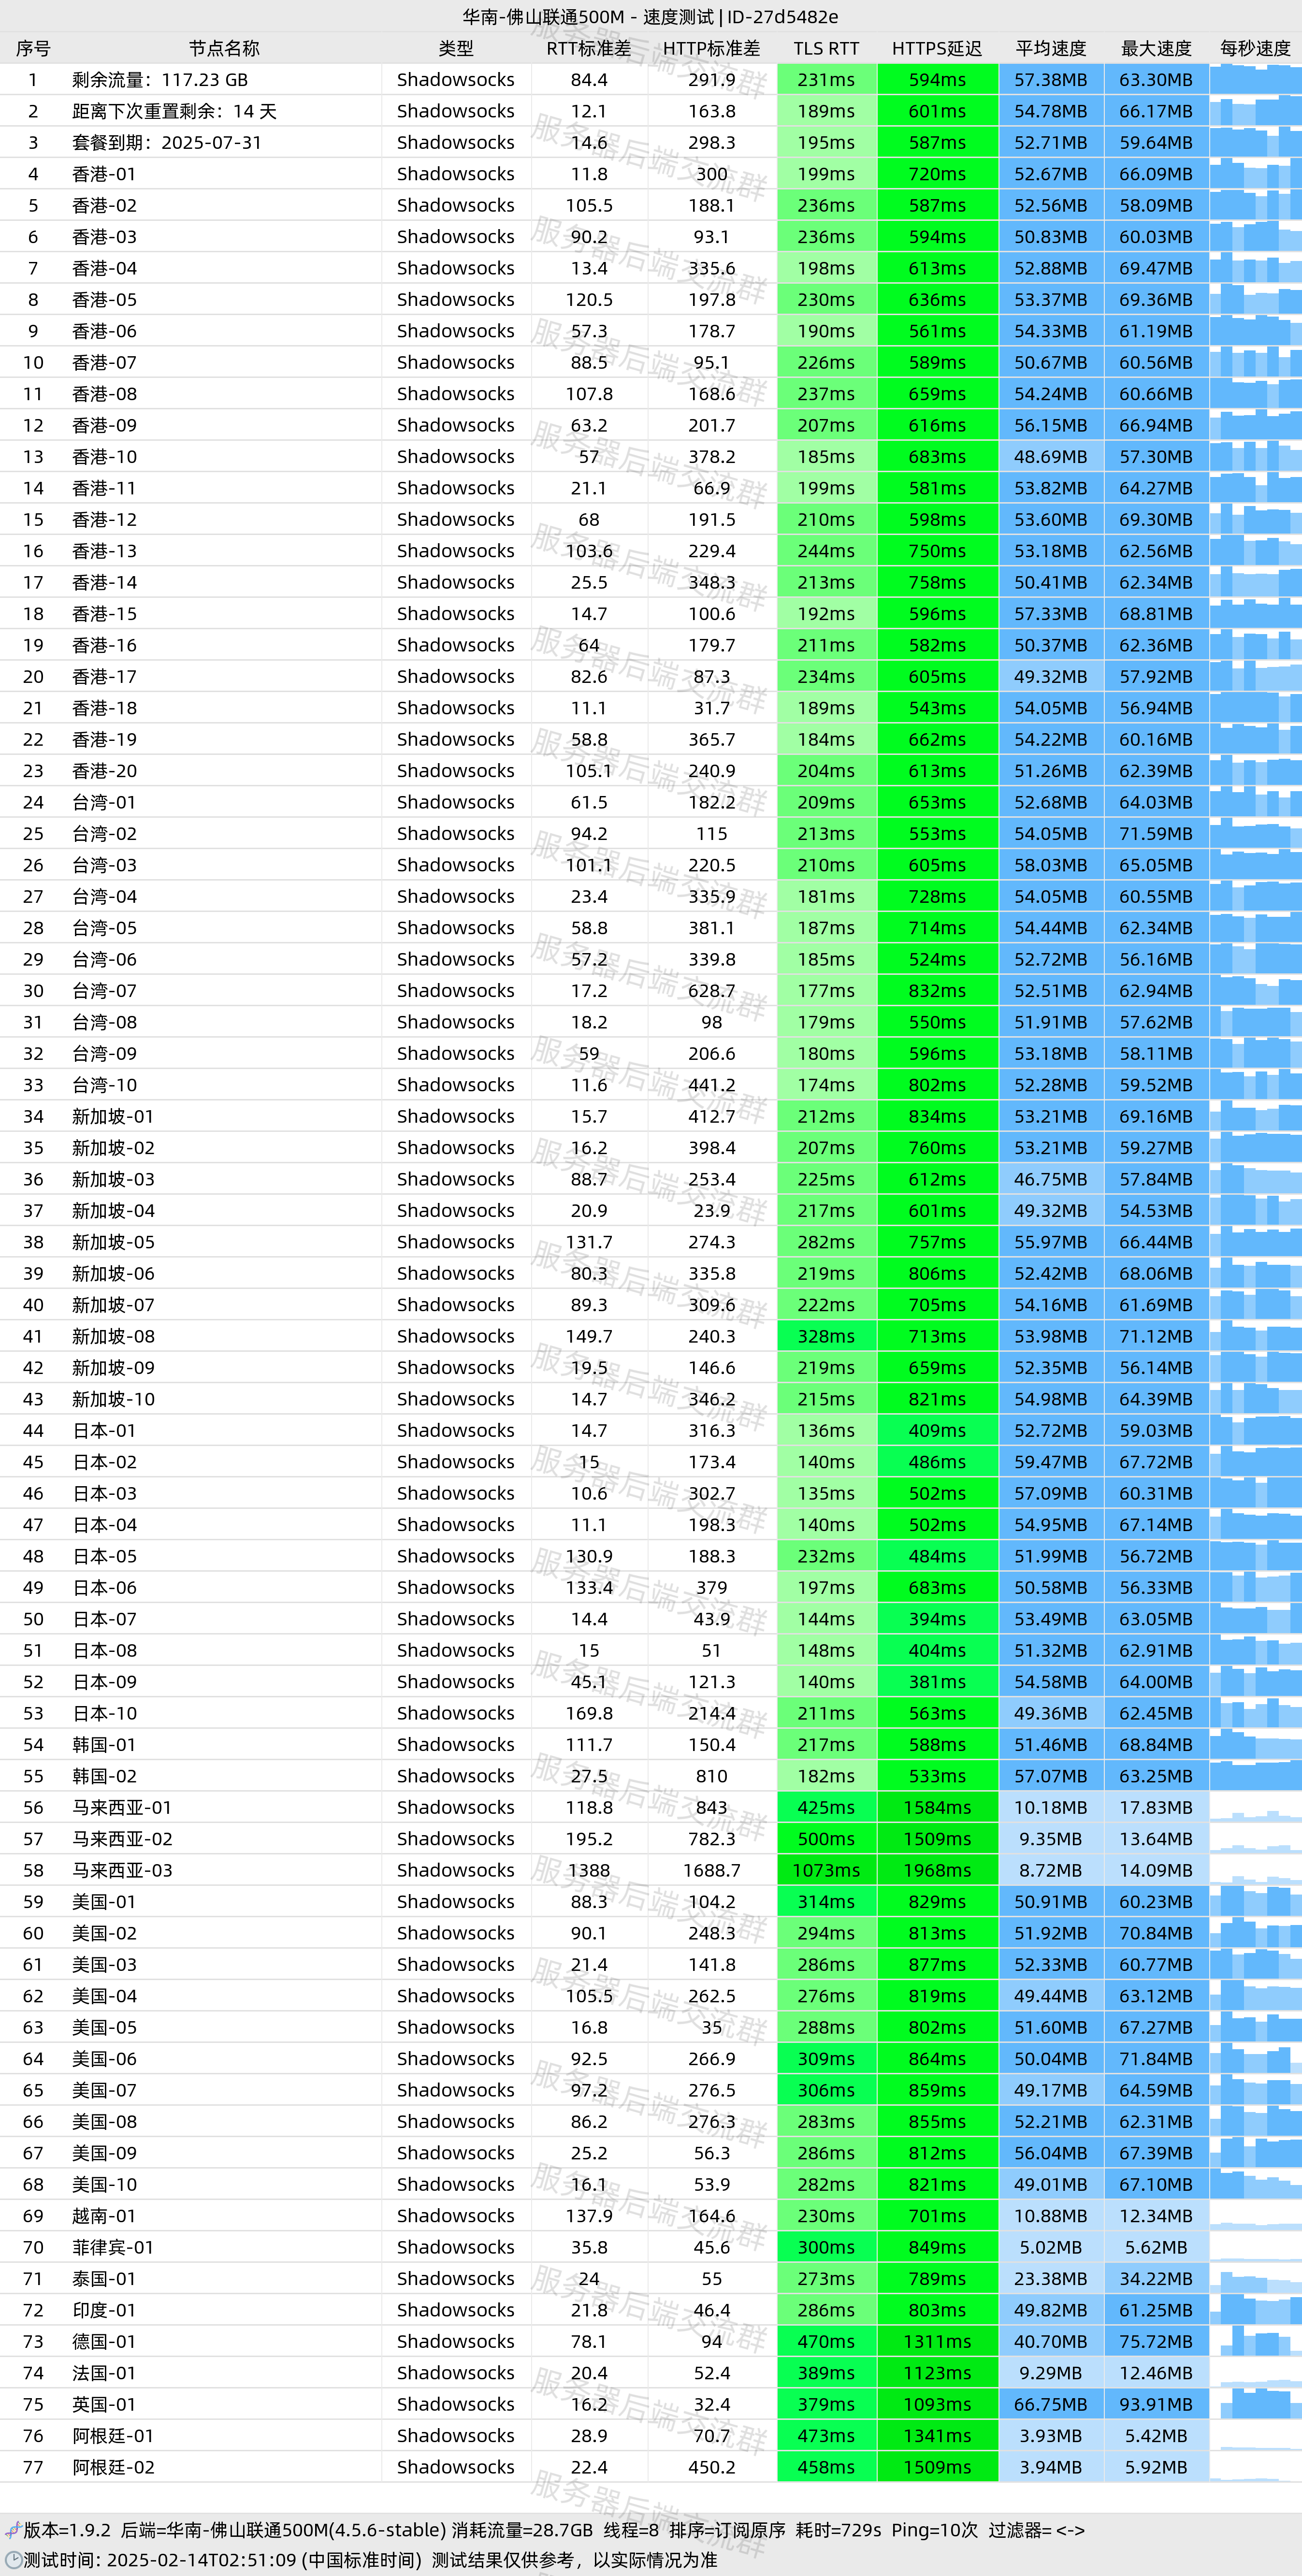 华南-佛山联通500M - 速度测试 | ID-27d5482e
序号 节点名称 类型 RTT标准差 HTTP标准差 TLS RTT HTTPS延迟 平均速度 最大速度 每秒速度
1 剩余流量：117.23 GB Shadowsocks 84.4 291.9 231ms 594ms 57.38MB 63.30MB
2 距离下次重置剩余：14 天 Shadowsocks 12.1 163.8 189ms 601ms 54.78MB 66.17MB
3 套餐到期：2025-07-31 Shadowsocks 14.6 298.3 195ms 587ms 52.71MB 59.64MB
4 香港-01 Shadowsocks 11.8 300 199ms 720ms 52.67MB 66.09MB
5 香港-02 Shadowsocks 105.5 188.1 236ms 587ms 52.56MB 58.09MB
6 香港-03 Shadowsocks 90.2 93.1 236ms 594ms 50.83MB 60.03MB
7 香港-04 Shadowsocks 13.4 335.6 198ms 613ms 52.88MB 69.47MB
8 香港-05 Shadowsocks 120.5 197.8 230ms 636ms 53.37MB 69.36MB
9 香港-06 Shadowsocks 57.3 178.7 190ms 561ms 54.33MB 61.19MB
10 香港-07 Shadowsocks 88.5 95.1 226ms 589ms 50.67MB 60.56MB
11 香港-08 Shadowsocks 107.8 168.6 237ms 659ms 54.24MB 60.66MB
12 香港-09 Shadowsocks 63.2 201.7 207ms 616ms 56.15MB 66.94MB
13 香港-10 Shadowsocks 57 378.2 185ms 683ms 48.69MB 57.30MB
14 香港-11 Shadowsocks 21.1 66.9 199ms 581ms 53.82MB 64.27MB
15 香港-12 Shadowsocks 68 191.5 210ms 598ms 53.60MB 69.30MB
16 香港-13 Shadowsocks 103.6 229.4 244ms 750ms 53.18MB 62.56MB
17 香港-14 Shadowsocks 25.5 348.3 213ms 758ms 50.41MB 62.34MB
18 香港-15 Shadowsocks 14.7 100.6 192ms 596ms 57.33MB 68.81MB
19 香港-16 Shadowsocks 64 179.7 211ms 582ms 50.37MB 62.36MB
20 香港-17 Shadowsocks 82.6 87.3 234ms 605ms 49.32MB 57.92MB
21 香港-18 Shadowsocks 11.1 31.7 189ms 543ms 54.05MB 56.94MB
22 香港-19 Shadowsocks 58.8 365.7 184ms 662ms 54.22MB 60.16MB
23 香港-20 Shadowsocks 105.1 240.9 204ms 613ms 51.26MB 62.39MB
24 台湾-01 Shadowsocks 61.5 182.2 209ms 653ms 52.68MB 64.03MB
25 台湾-02 Shadowsocks 94.2 115 213ms 553ms 54.05MB 71.59MB
26 台湾-03 Shadowsocks 101.1 220.5 210ms 605ms 58.03MB 65.05MB
27 台湾-04 Shadowsocks 23.4 335.9 181ms 728ms 54.05MB 60.55MB
28 台湾-05 Shadowsocks 58.8 381.1 187ms 714ms 54.44MB 62.34MB
29 台湾-06 Shadowsocks 57.2 339.8 185ms 524ms 52.72MB 56.16MB
30 台湾-07 Shadowsocks 17.2 628.7 177ms 832ms 52.51MB 62.94MB
31 台湾-08 Shadowsocks 18.2 98 179ms 550ms 51.91MB 57.62MB
32 台湾-09 Shadowsocks 59 206.6 180ms 596ms 53.18MB 58.11MB
33 台湾-10 Shadowsocks 11.6 441.2 174ms 802ms 52.28MB 59.52MB
34 新加坡-01 Shadowsocks 15.7 412.7 212ms 834ms 53.21MB 69.16MB
35 新加坡-02 Shadowsocks 16.2 398.4 207ms 760ms 53.21MB 59.27MB
36 新加坡-03 Shadowsocks 88.7 253.4 225ms 612ms 46.75MB 57.84MB
37 新加坡-04 Shadowsocks 20.9 23.9 217ms 601ms 49.32MB 54.53MB
38 新加坡-05 Shadowsocks 131.7 274.3 282ms 757ms 55.97MB 66.44MB
39 新加坡-06 Shadowsocks 80.3 335.8 219ms 806ms 52.42MB 68.06MB
40 新加坡-07 Shadowsocks 89.3 309.6 222ms 705ms 54.16MB 61.69MB
41 新加坡-08 Shadowsocks 149.7 240.3 328ms 713ms 53.98MB 71.12MB
42 新加坡-09 Shadowsocks 19.5 146.6 219ms 659ms 52.35MB 56.14MB
43 新加坡-10 Shadowsocks 14.7 346.2 215ms 821ms 54.98MB 64.39MB
44 日本-01 Shadowsocks 14.7 316.3 136ms 409ms 52.72MB 59.03MB
45 日本-02 Shadowsocks 15 173.4 140ms 486ms 59.47MB 67.72MB
46 日本-03 Shadowsocks 10.6 302.7 135ms 502ms 57.09MB 60.31MB
47 日本-04 Shadowsocks 11.1 198.3 140ms 502ms 54.95MB 67.14MB
48 日本-05 Shadowsocks 130.9 188.3 232ms 484ms 51.99MB 56.72MB
49 日本-06 Shadowsocks 133.4 379 197ms 683ms 50.58MB 56.33MB
50 日本-07 Shadowsocks 14.4 43.9 144ms 394ms 53.49MB 63.05MB
51 日本-08 Shadowsocks 15 51 148ms 404ms 51.32MB 62.91MB
52 日本-09 Shadowsocks 45.1 121.3 140ms 381ms 54.58MB 64.00MB
53 日本-10 Shadowsocks 169.8 214.4 211ms 563ms 49.36MB 62.45MB
54 韩国-01 Shadowsocks 111.7 150.4 217ms 588ms 51.46MB 68.84MB
55 韩国-02 Shadowsocks 27.5 810 182ms 533ms 57.07MB 63.25MB
56 马来西亚-01 Shadowsocks 118.8 843 425ms 1584ms 10.18MB 17.83MB
57 马来西亚-02 Shadowsocks 195.2 782.3 500ms 1509ms 9.35MB 13.64MB
58 马来西亚-03 Shadowsocks 1388 1688.7 1073ms 1968ms 8.72MB 14.09MB
59 美国-01 Shadowsocks 88.3 104.2 314ms 829ms 50.91MB 60.23MB
60 美国-02 Shadowsocks 90.1 248.3 294ms 813ms 51.92MB 70.84MB
61 美国-03 Shadowsocks 21.4 141.8 286ms 877ms 52.33MB 60.77MB
62 美国-04 Shadowsocks 105.5 262.5 276ms 819ms 49.44MB 63.12MB
63 美国-05 Shadowsocks 16.8 35 288ms 802ms 51.60MB 67.27MB
64 美国-06 Shadowsocks 92.5 266.9 309ms 864ms 50.04MB 71.84MB
65 美国-07 Shadowsocks 97.2 276.5 306ms 859ms 49.17MB 64.59MB
66 美国-08 Shadowsocks 86.2 276.3 283ms 855ms 52.21MB 62.31MB
67 美国-09 Shadowsocks 25.2 56.3 286ms 812ms 56.04MB 67.39MB
68 美国-10 Shadowsocks 16.1 53.9 282ms 821ms 49.01MB 67.10MB
69 越南-01 Shadowsocks 137.9 164.6 230ms 701ms 10.88MB 12.34MB
70 菲律宾-01 Shadowsocks 35.8 45.6 300ms 849ms 5.02MB 5.62MB
71 泰国-01 Shadowsocks 24 55 273ms 789ms 23.38MB 34.22MB
72 印度-01 Shadowsocks 21.8 46.4 286ms 803ms 49.82MB 61.25MB
73 德国-01 Shadowsocks 78.1 94 470ms 1311ms 40.70MB 75.72MB
74 法国-01 Shadowsocks 20.4 52.4 389ms 1123ms 9.29MB 12.46MB
75 英国-01 Shadowsocks 16.2 32.4 379ms 1093ms 66.75MB 93.91MB
76 阿根廷-01 Shadowsocks 28.9 70.7 473ms 1341ms 3.93MB 5.42MB
77 阿根廷-02 Shadowsocks 22.4 450.2 458ms 1509ms 3.94MB 5.92MB
版本=1.9.2 后端=华南-佛山联通500M(4.5.6-stable) 消耗流量=28.7GB 线程=8 排序=订阅原序 耗时=729s Ping=10次 过滤器= <->
测试时间: 2025-02-14T02:51:09 (中国标准时间) 测试结果仅供参考，以实际情况为准
服务器后端交流群